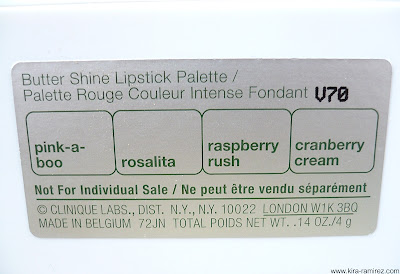 Butter Shine Lipstick Palette /
Palette Rouge Couleur Intense Fondant V70
pink-a-
boo
rosalita
raspberry
rush
cranberry
cream
Not For Individual Sale / Ne peut être vendu séparément
© CLINIQUE LABS., DIST. N.Y., N.Y. 10022 LONDON W1K 3BQ
MADE IN BELGIUM 72JN TOTAL POIDS NET WT. .14 OZ./4 g
www.kira-ramirez.com